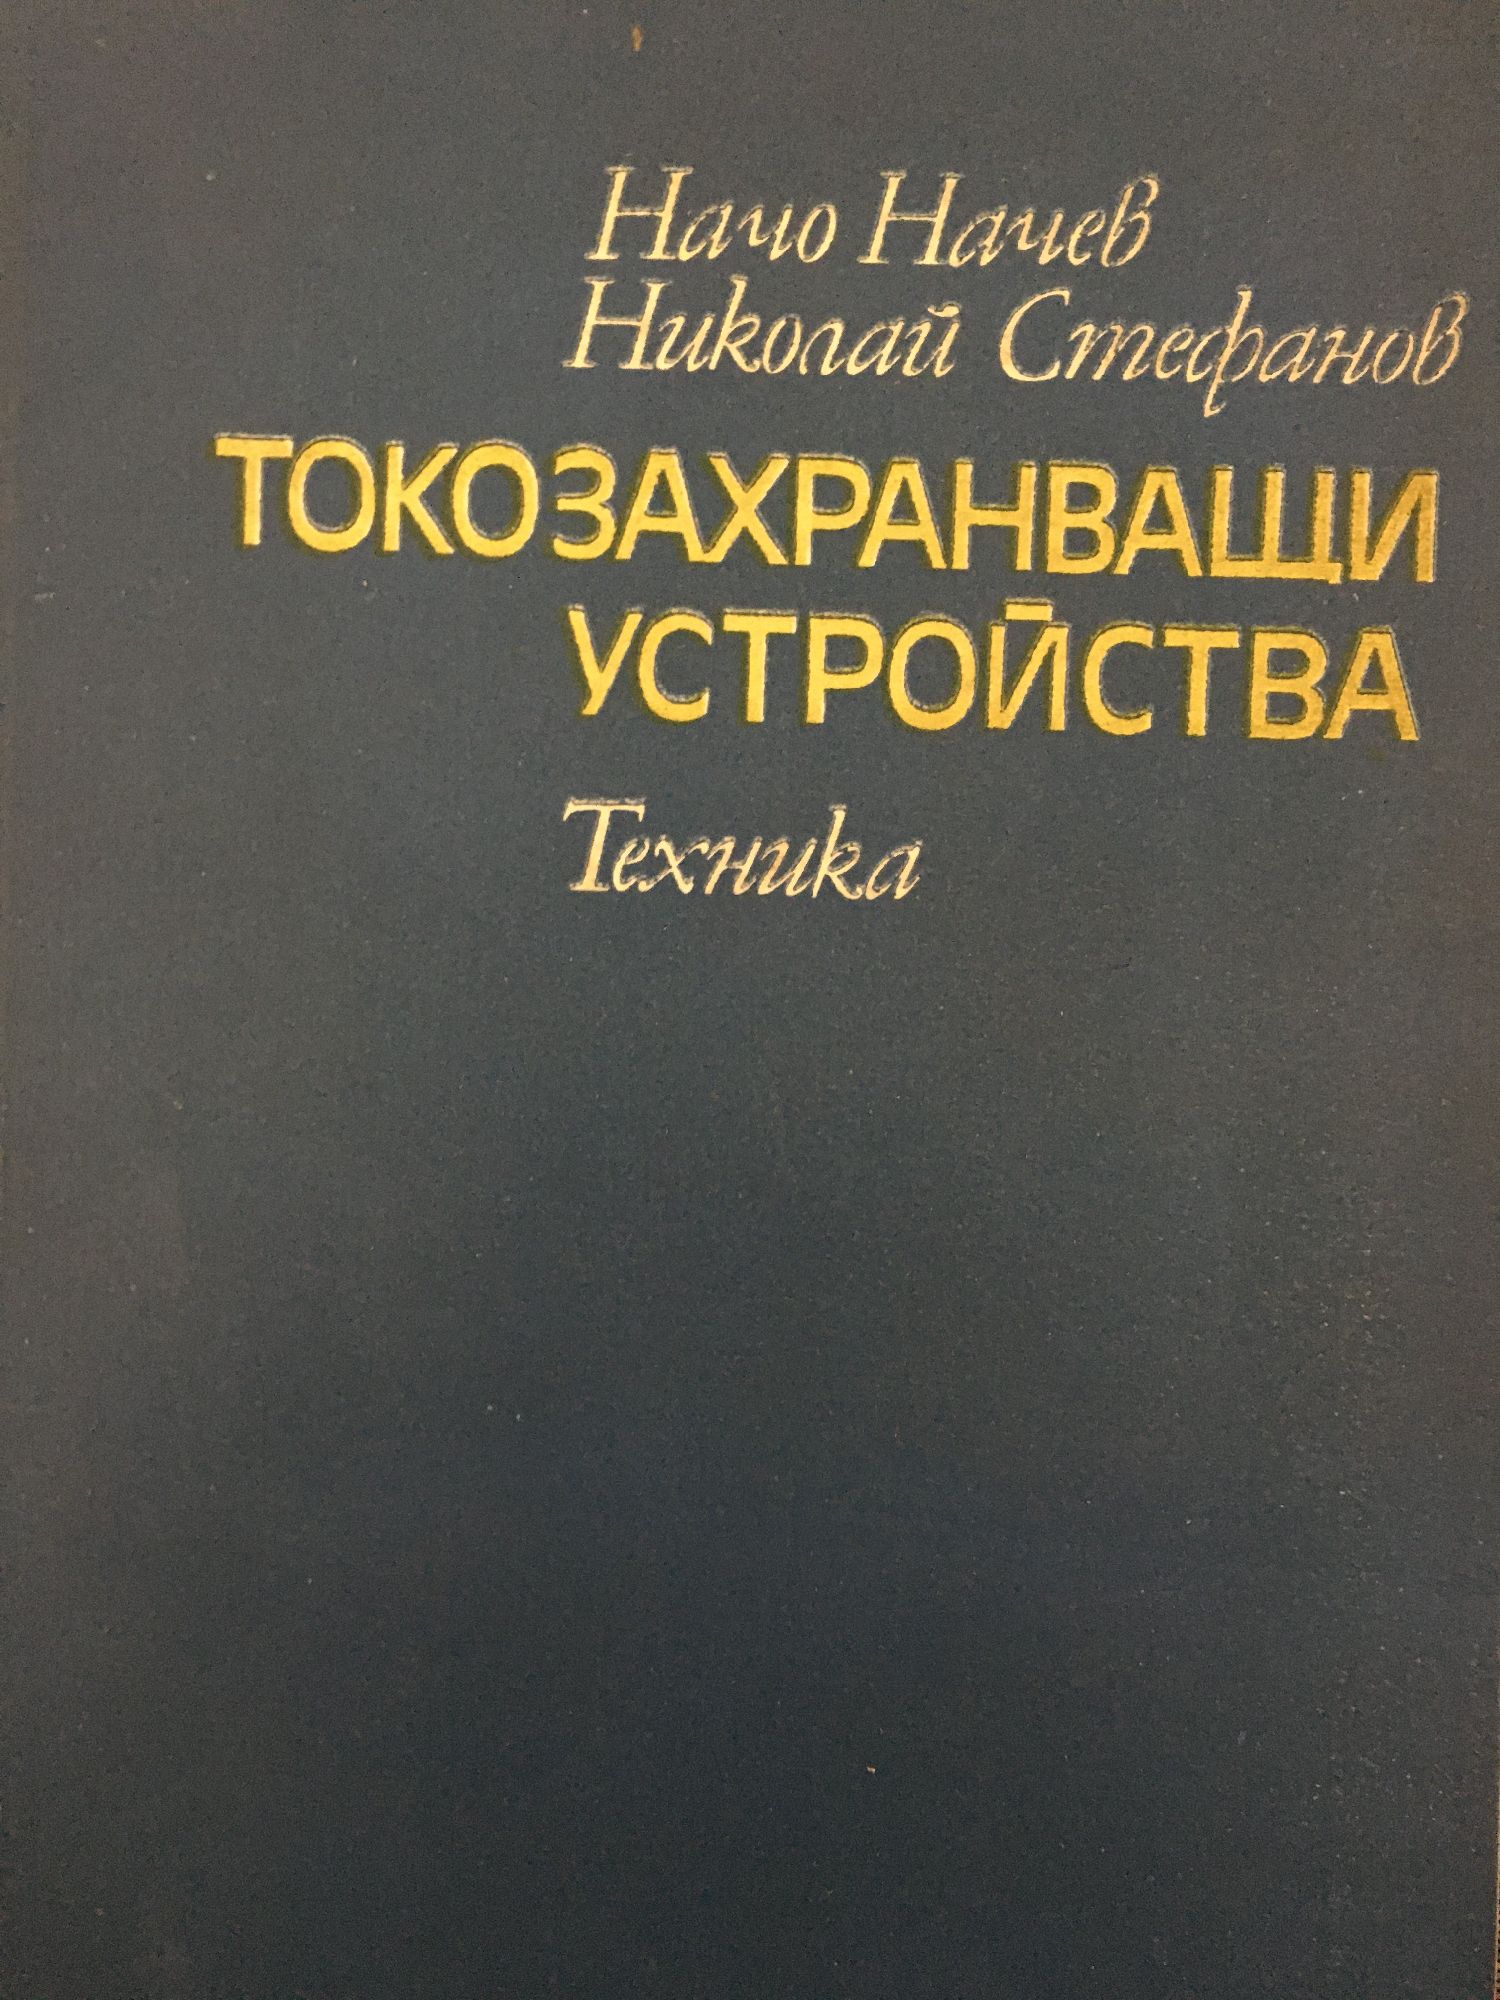 Начо Начев
Николай Стефанов
ТОКОЗАХРАНВАЩИ
УСТРОЙСТВА
Техника